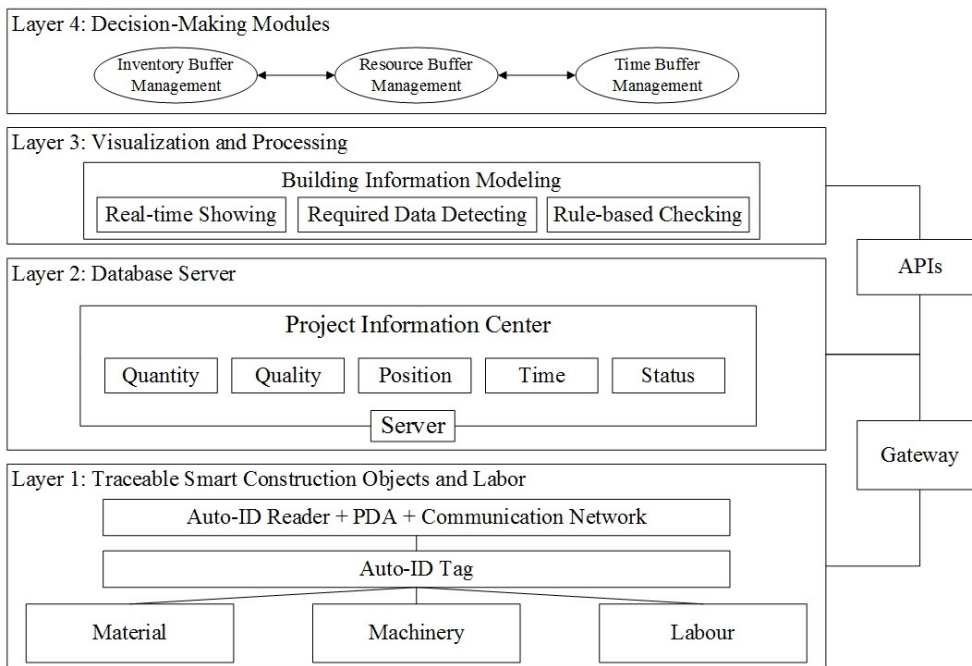 Layer 4: Decision-Making Modules
Inventory Buffer
Management
Resource Buffer
Management
Time Buffer
Management
Layer 3: Visualization and Processing
Building Information Modeling
Real-time Showing
Required Data Detecting
Rule-based Checking
APIs
Layer 2: Database Server
Project Information Center
Quantity
Quality
Position
Time
Status
Server
Gateway
Layer 1: Traceable Smart Construction Objects and Labor
Auto-ID Reader + PDA + Communication Network
Auto-ID Tag
Material
Machinery
Labour